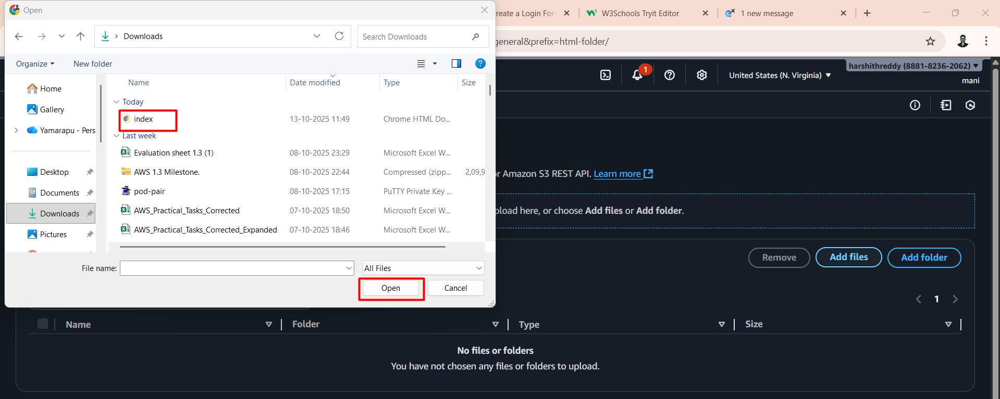 Open
reate a Login For
W3Schools Tryit Editor
1 new message
Downloads
Search Downloads
general&prefix=html-folder/
Organize
New folder
1
United States (N. Virginia)
harshithreddy (8881-8236-2062)
mani
Home
Gallery
Yamarapu - Pers
Desktop
Documents
Downloads
Pictures
Name
Date modified
Type
Size
Today
index
13-10-2025 11:49
Chrome HTML Do...
Last week
Evaluation sheet 1.3 (1)
08-10-2025 23:29
Microsoft Excel W...
AWS 1.3 Milestone.
08-10-2025 22:44
Compressed (zipp...
2,09,9
pod-pair
08-10-2025 17:15
PuTTY Private Key ...
AWS_Practical_Tasks_Corrected
07-10-2025 18:50
Microsoft Excel W...
AWS_Practical_Tasks_Corrected_Expanded
07-10-2025 18:46
Microsoft Excel W...
File name:
All Files
Open
Cancel
or Amazon S3 REST API. Learn more
pload here, or choose Add files or Add folder.
Remove
Add files
Add folder
1
Name
Folder
Type
Size
No files or folders
You have not chosen any files or folders to upload.